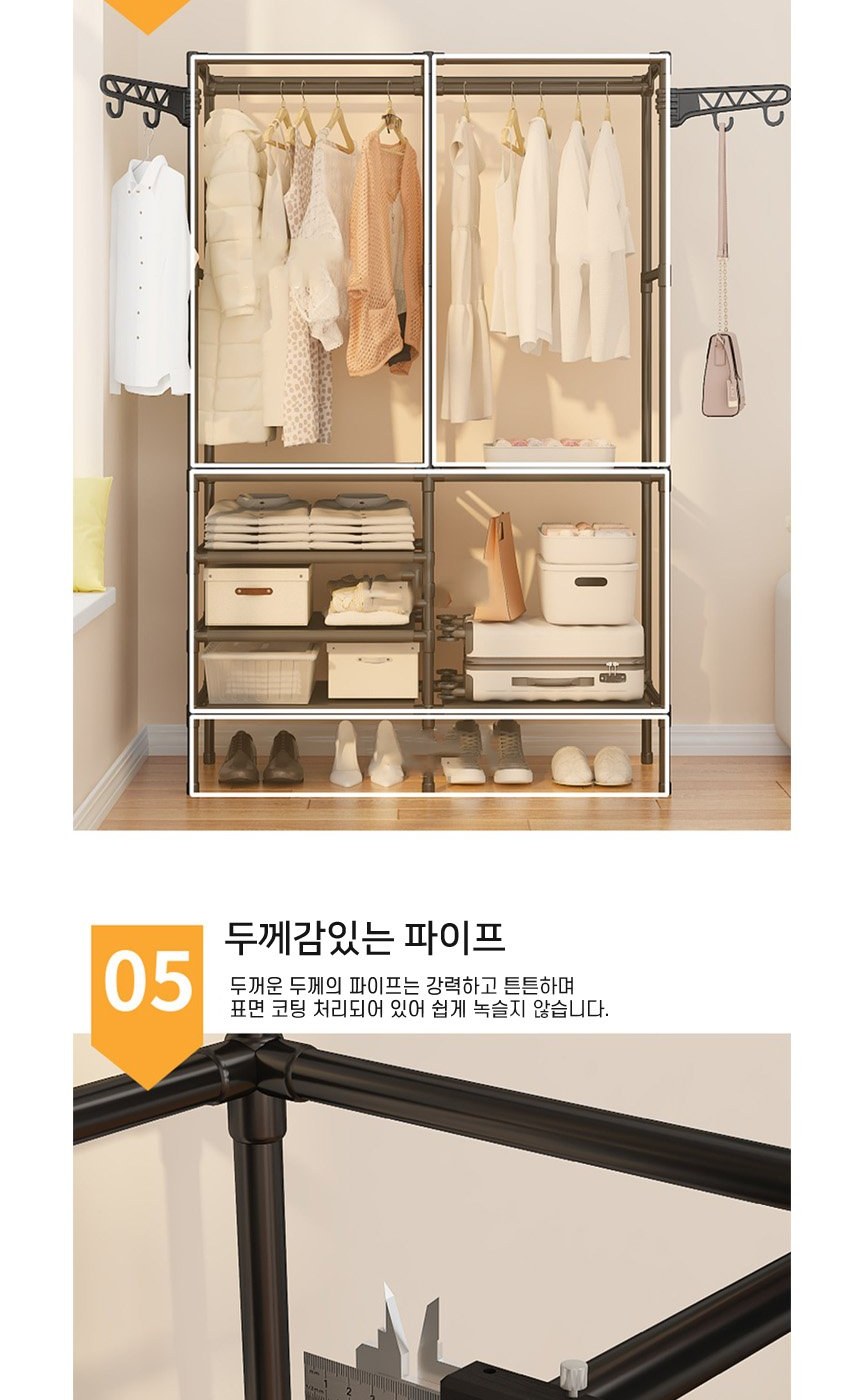 05
두께감있는 파이프
두꺼운 두께의 파이프는 강력하고 튼튼하며
표면 코팅 처리되어 있어 쉽게 녹슬지 않습니다.
1 2